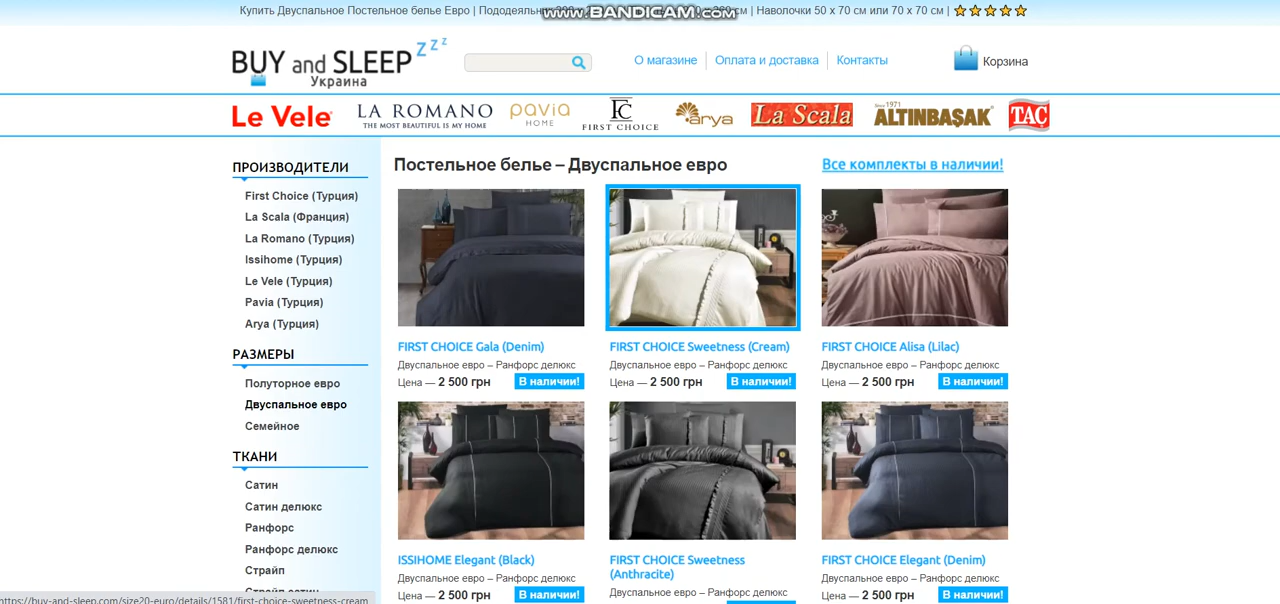 Купить Двуспальное Постельное белье Евро | Пододеяльник см | Наволочки 50 x 70 см или 70 x 70 см |
www.BANDICAM.com
BUY and SLEEP z z z
Украина
О магазине
Оплата и доставка
Контакты
Корзина
Le Vele
LA ROMANO
THE MOST BEAUTIFUL IS MY HOME
pavia
HOME
FC
FIRST CHOICE
arya
La Scala
Since 1971
ALTINBAŞAK
TAÇ
ПРОИЗВОДИТЕЛИ
First Choice (Турция)
La Scala (Франция)
La Romano (Турция)
Issihome (Турция)
Le Vele (Турция)
Pavia (Турция)
Arya (Турция)
РАЗМЕРЫ
Полуторное евро
Двуспальное евро
Семейное
ТКАНИ
Сатин
Сатин делюкс
Ранфорс
Ранфорс делюкс
Страйп
Страйп сатин
Постельное белье – Двуспальное евро
Все комплекты в наличии!
FIRST CHOICE Gala (Denim)
Двуспальное евро – Ранфорс делюкс
Цена — 2 500 грн
В наличии!
FIRST CHOICE Sweetness (Cream)
Двуспальное евро – Ранфорс делюкс
Цена — 2 500 грн
В наличии!
FIRST CHOICE Alisa (Lilac)
Двуспальное евро – Ранфорс делюкс
Цена — 2 500 грн
В наличии!
ISSIHOME Elegant (Black)
Двуспальное евро – Ранфорс делюкс
Цена — 2 500 грн
В наличии!
FIRST CHOICE Sweetness
(Anthracite)
Двуспальное евро – Ранфорс делюкс
FIRST CHOICE Elegant (Denim)
Двуспальное евро – Ранфорс делюкс
Цена — 2 500 грн
В наличии!
https://buy-and-sleep.com/size20-euro/details/1581/first-choice-sweetness-cream